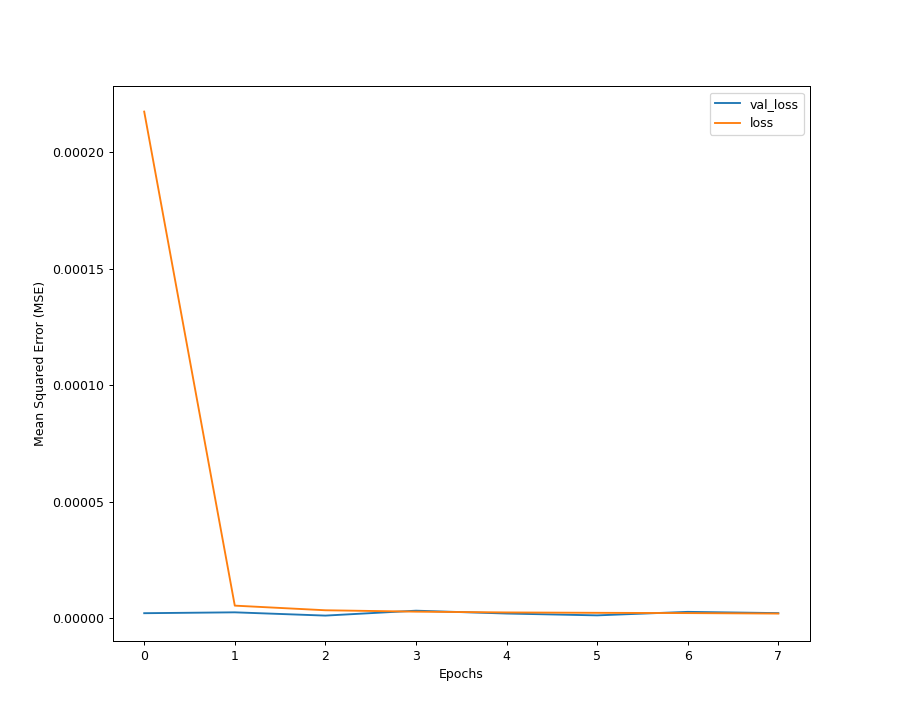 val_loss
loss
0.00020
0.00015
0.00010
0.00005
0.00000
Mean Squared Error (MSE)
0 1 2 3 4 5 6 7
Epochs